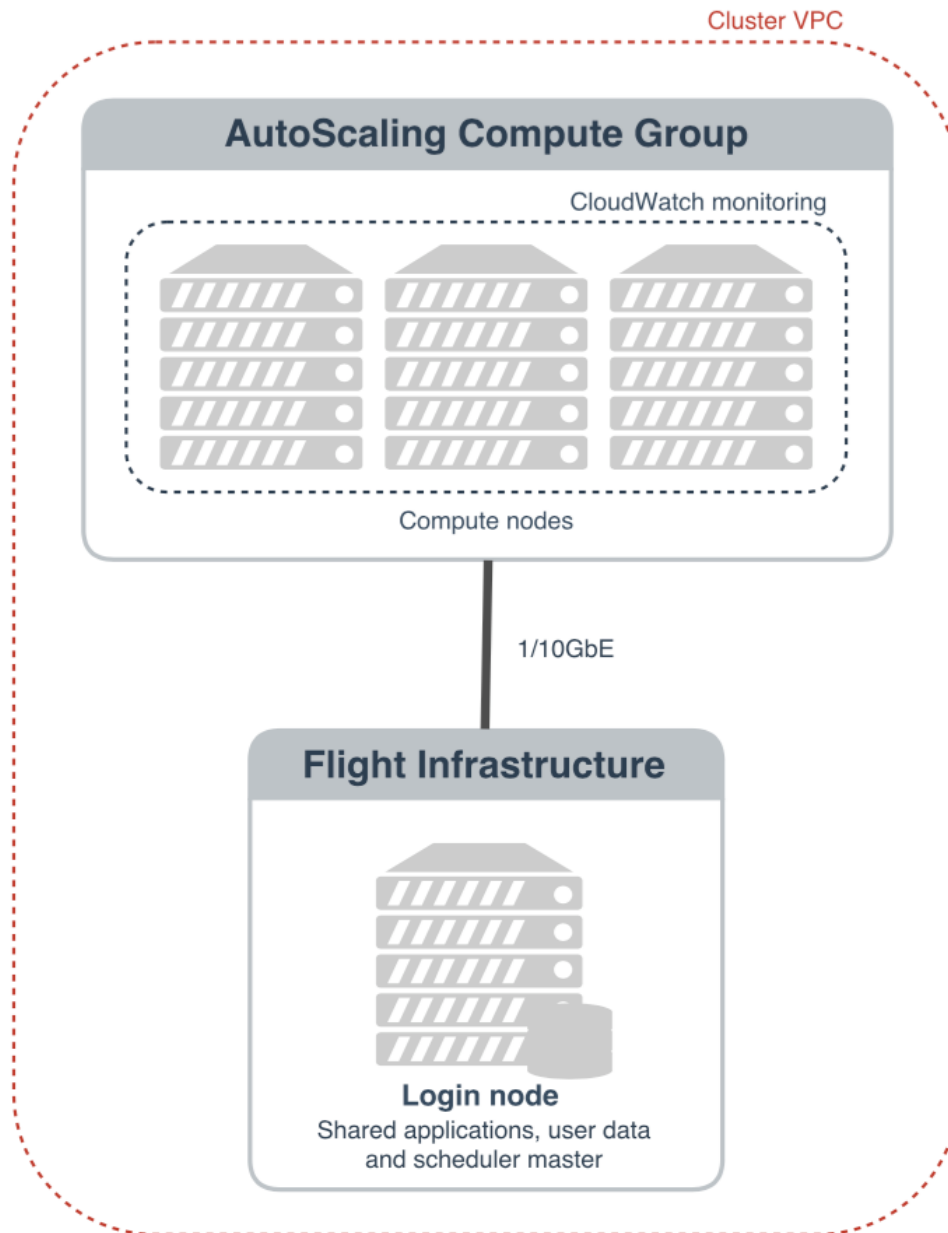 Cluster VPC
AutoScaling Compute Group
CloudWatch monitoring
Compute nodes
1/10GbE
Flight Infrastructure
Login node
Shared applications, user data
and scheduler master